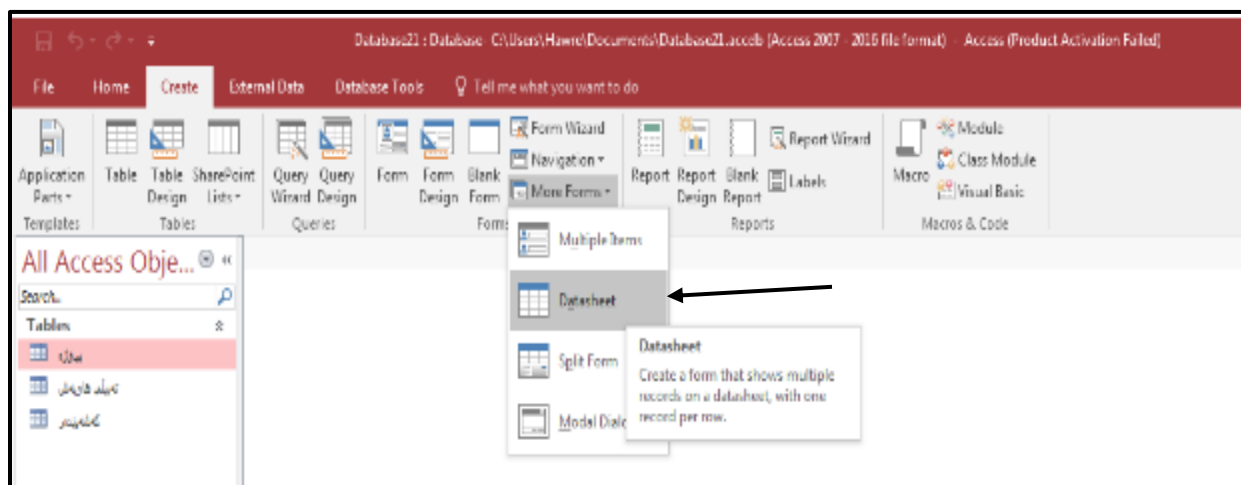 Database21 : Database- C:\Users\Hawre\Documents\Database21.accdb (Access 2007 - 2016 file format) - Access (Product Activation Failed)
File Home Create External Data Database Tools Tell me what you want to do
Application Parts
Table
Table Design
SharePoint Lists
Query Wizard
Query Design
Form
Form Design
Blank Form
Form Wizard
Navigation
More Forms
Report
Report Design
Blank Report
Report Wizard
Labels
Macro
Module
Class Module
Visual Basic
Templates Tables Queries Forms Reports Macros & Code
All Access Obje...
Search...
Tables
Multiple Items
Datasheet
Split Form
Modal Dialo
Datasheet
Create a form that shows multiple
records on a datasheet, with one
record per row.